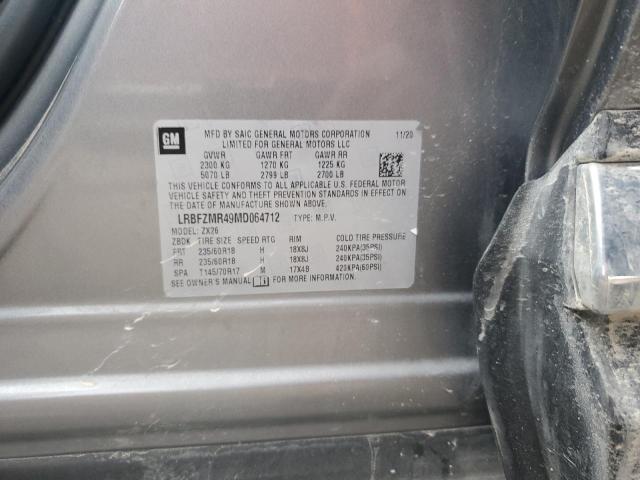 GM
MFD BY SAIC GENERAL MOTORS CORPORATION 11/20
LIMITED FOR GENERAL MOTORS LLC
GVWR GAWR FRT GAWR RR
2300 KG 1270 KG 1225 KG
5070 LB 2799 LB 2700 LB
THIS VEHICLE CONFORMS TO ALL APPLICABLE U.S. FEDERAL MOTOR
VEHICLE SAFETY AND THEFT PREVENTION STANDARDS IN EFFECT ON
THE DATE OF MANUFACTURE SHOWN ABOVE.
LRBFZMR49MD064712 TYPE: M.P.V.
MODEL: ZX26
ZBDK TIRE SIZE SPEED RTG RIM COLD TIRE PRESSURE
FRT 235/60R18 H 18X8J 240KPA(35PSI)
RR 235/60R18 H 18X8J 240KPA(35PSI)
SPA T145/70R17 M 17X4B 420KPA(60PSI)
SEE OWNER'S MANUAL FOR MORE INFORMATION.